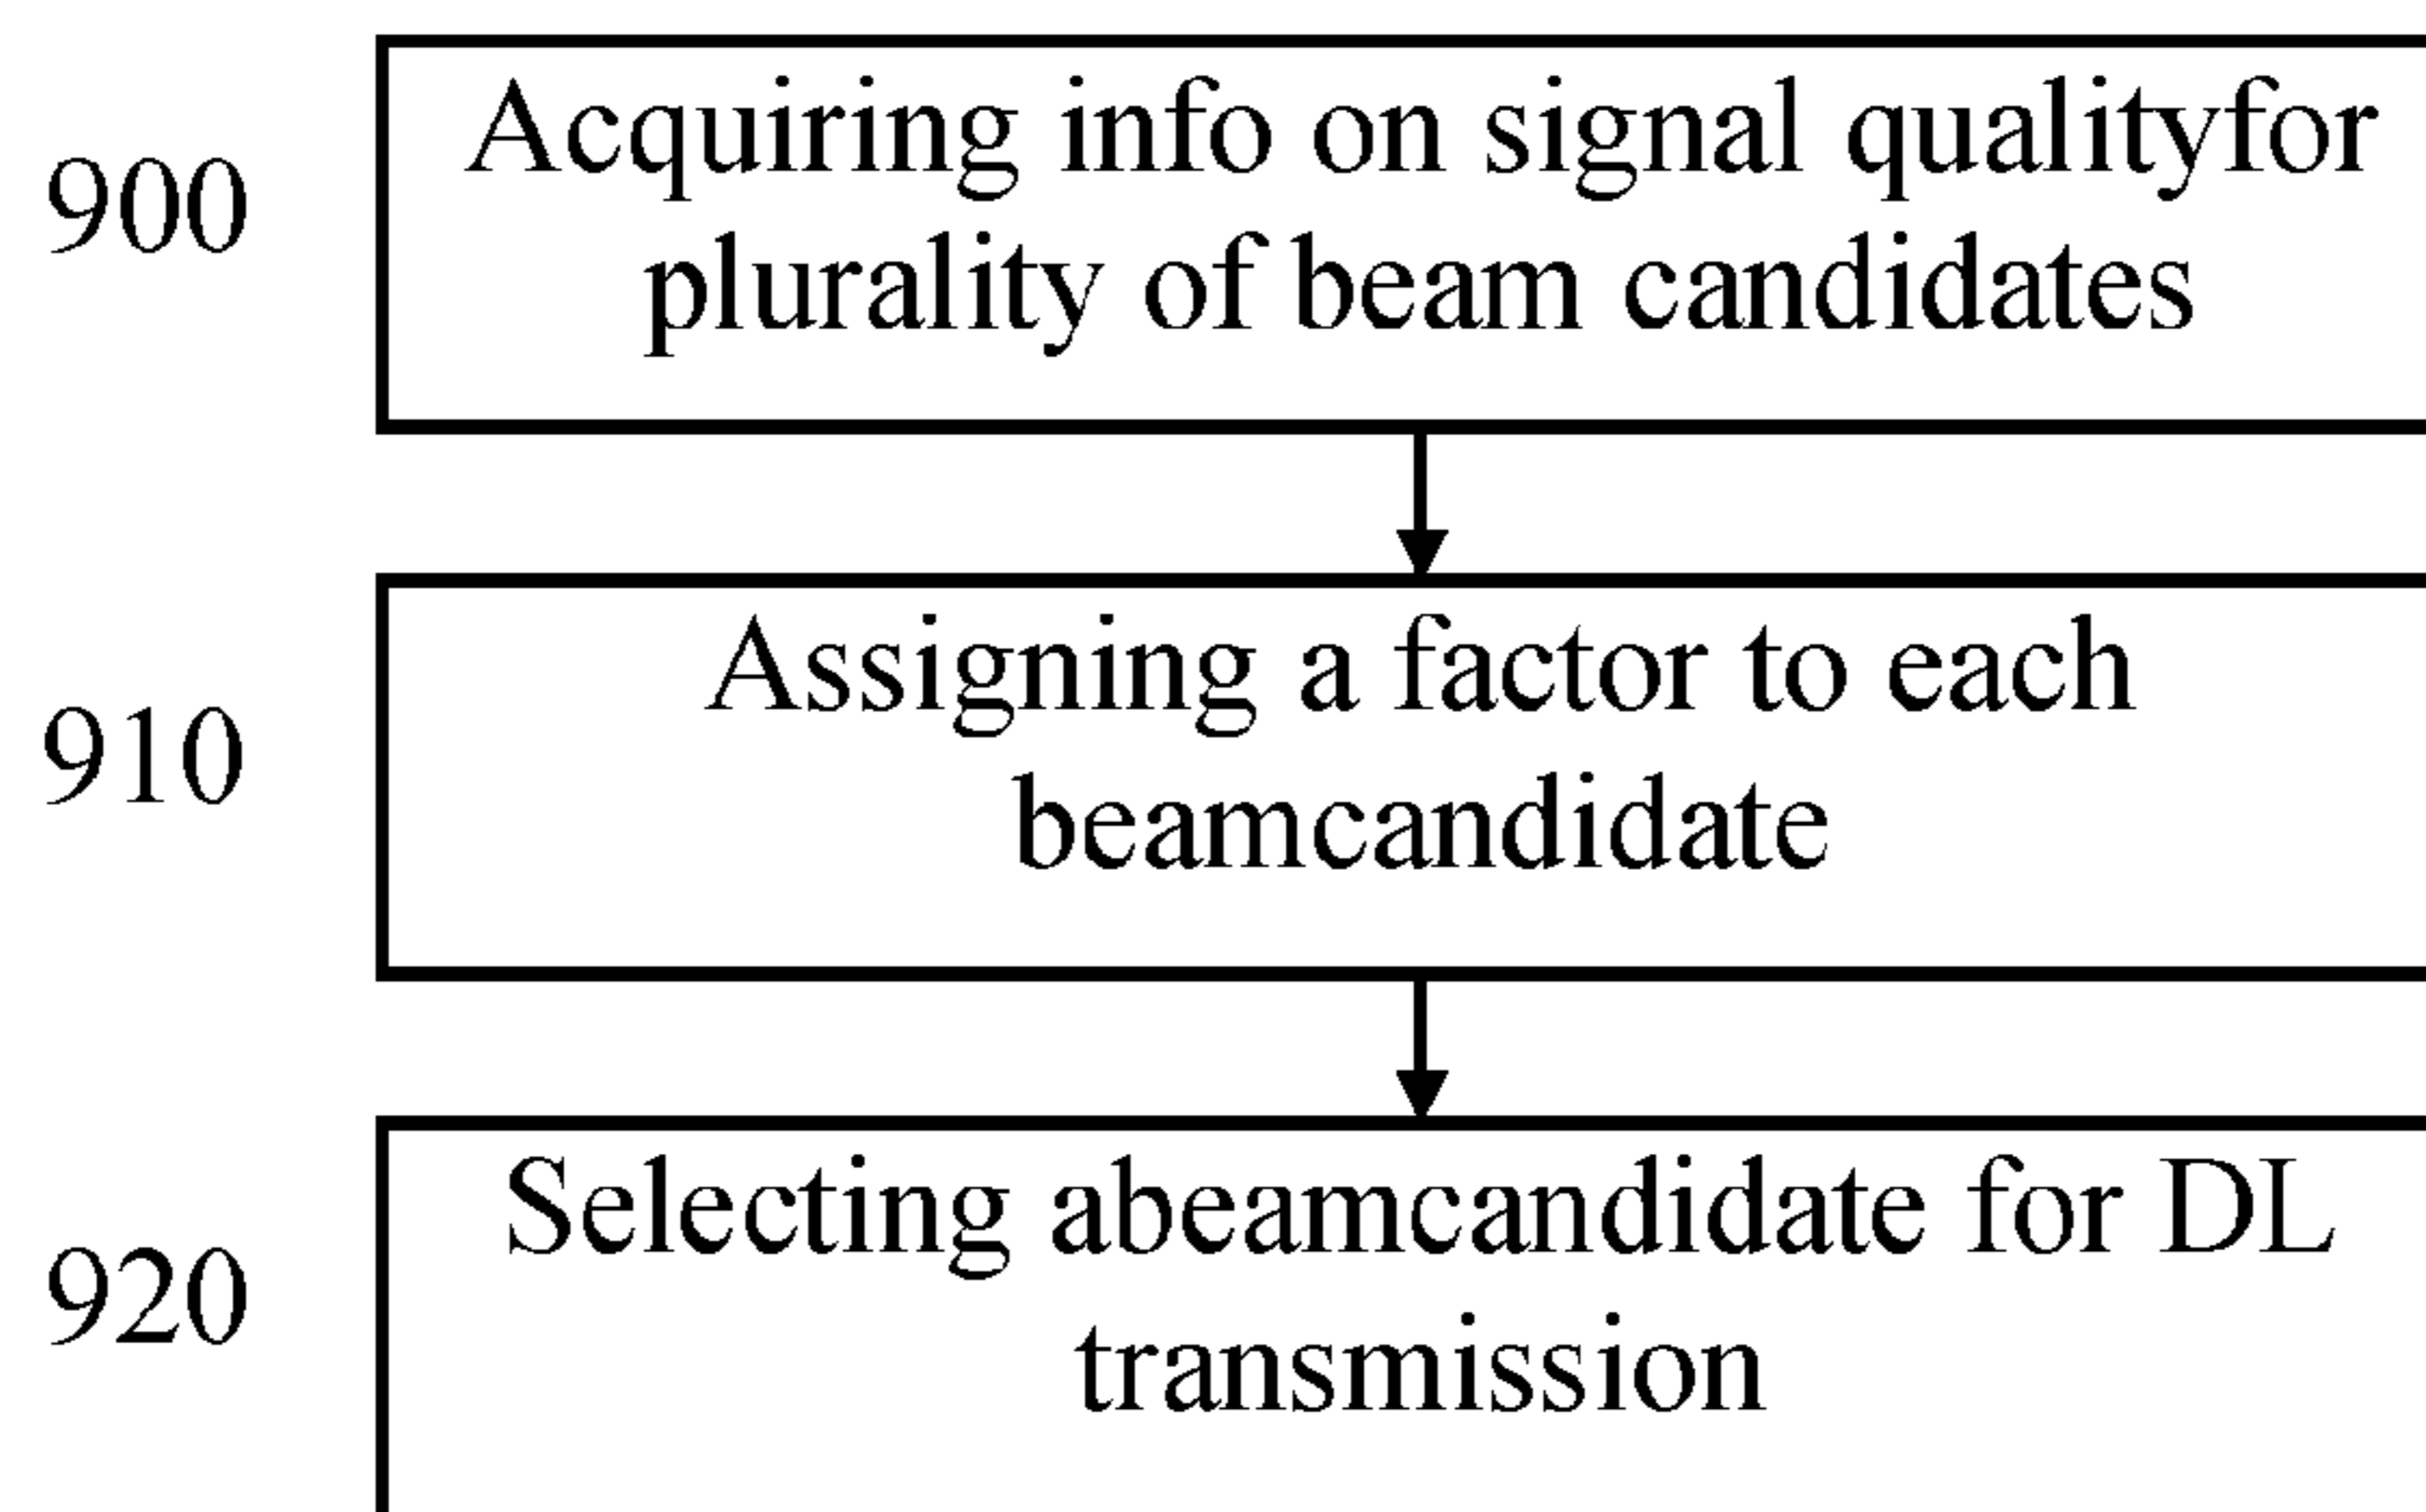 900
Acquiring info on signal qualityfor
plurality of beam candidates
910
Assigning a factor to each
beamcandidate
920
Selecting abeamcandidate for DL
transmission